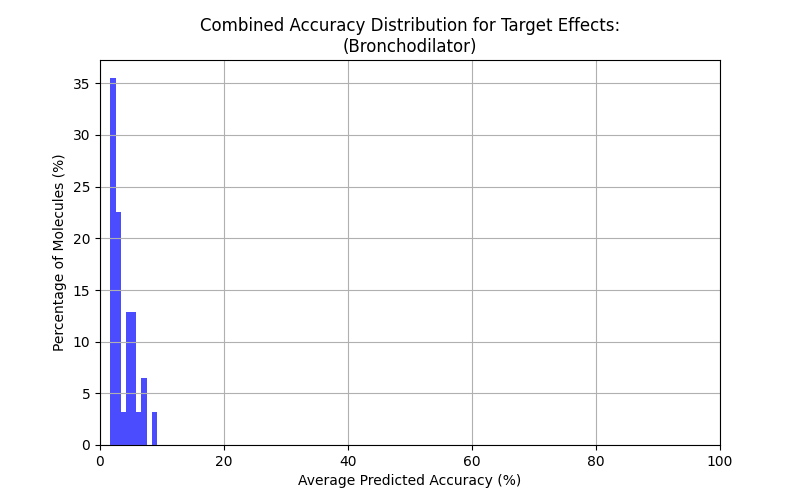 Combined Accuracy Distribution for Target Effects:
(Bronchodilator)
35
30
25
20
15
10
5
0
Percentage of Molecules (%)
0 20 40 60 80 100
Average Predicted Accuracy (%)